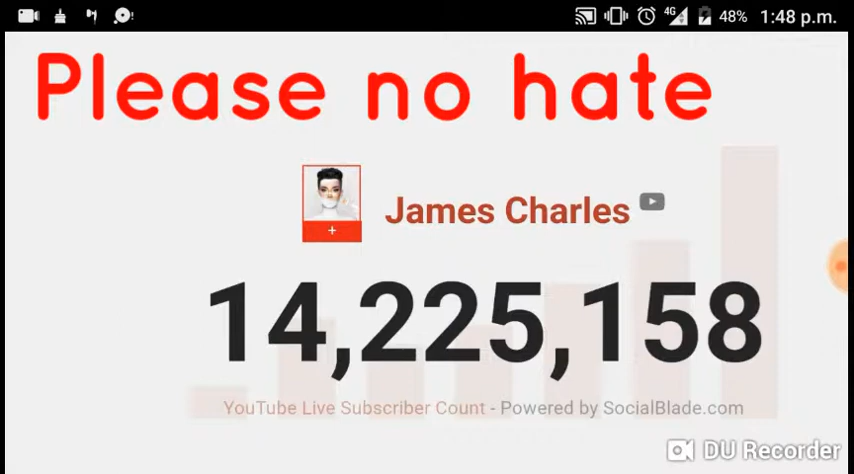 4G 48% 1:48 p.m.
Please no hate
+
James Charles
14,225,158
YouTube Live Subscriber Count - Powered by SocialBlade.com
DU Recorder